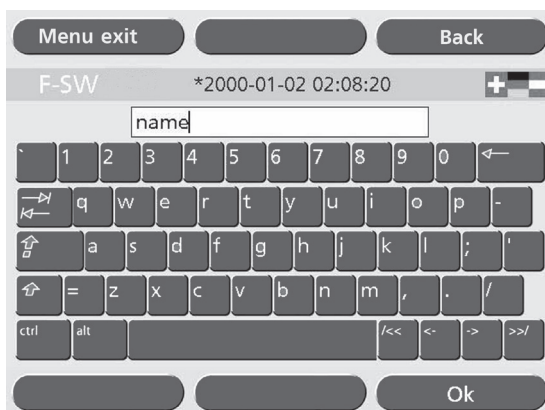 Menu exit Back
F-SW *2000-01-02 02:08:20
name
` 1 2 3 4 5 6 7 8 9 0
q w e r t y u i o p -
a s d f g h j k l ; '
= z x c v b n m , . /
ctrl alt /<< <- -> >>/
Ok